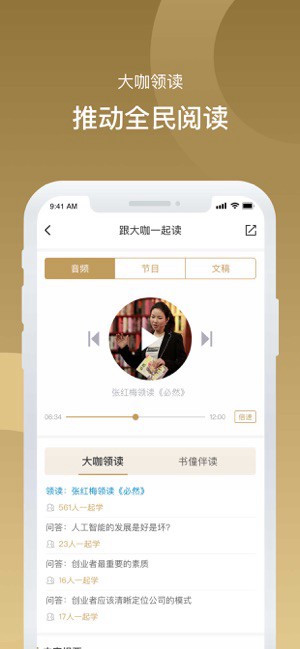 大咖领读
推动全民阅读
9:41 AM
跟大咖一起读
音頻
节目
文稿
张红梅领读《必然》
06:34
12:00
倍速
大咖领读
书僮伴读
领读：张红梅领读《必然》
561人一起学
问答：人工智能的发展是好是坏？
23人一起学
问答：创业者最重要的素质
16人一起学
问答：创业者应该清晰定位公司的模式
17人一起学